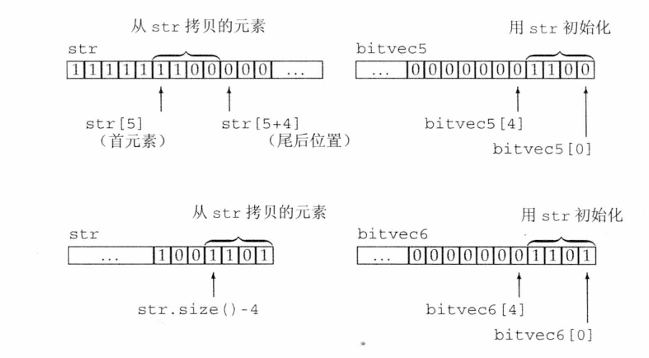 从 str 拷贝的元素
用 str 初始化
str
bitvec5
1 1 1 1 1 1 1 0 0 0 0 0 ...
... 0 0 0 0 0 0 0 1 1 0 0
str[5]
(首元素)
str[5+4]
(尾后位置)
bitvec5[4]
bitvec5[0]
从 str 拷贝的元素
用 str 初始化
str
bitvec6
... 1 0 0 1 1 0 1
... 0 0 0 0 0 0 0 1 1 0 1
str.size()-4
bitvec6[4]
bitvec6[0]